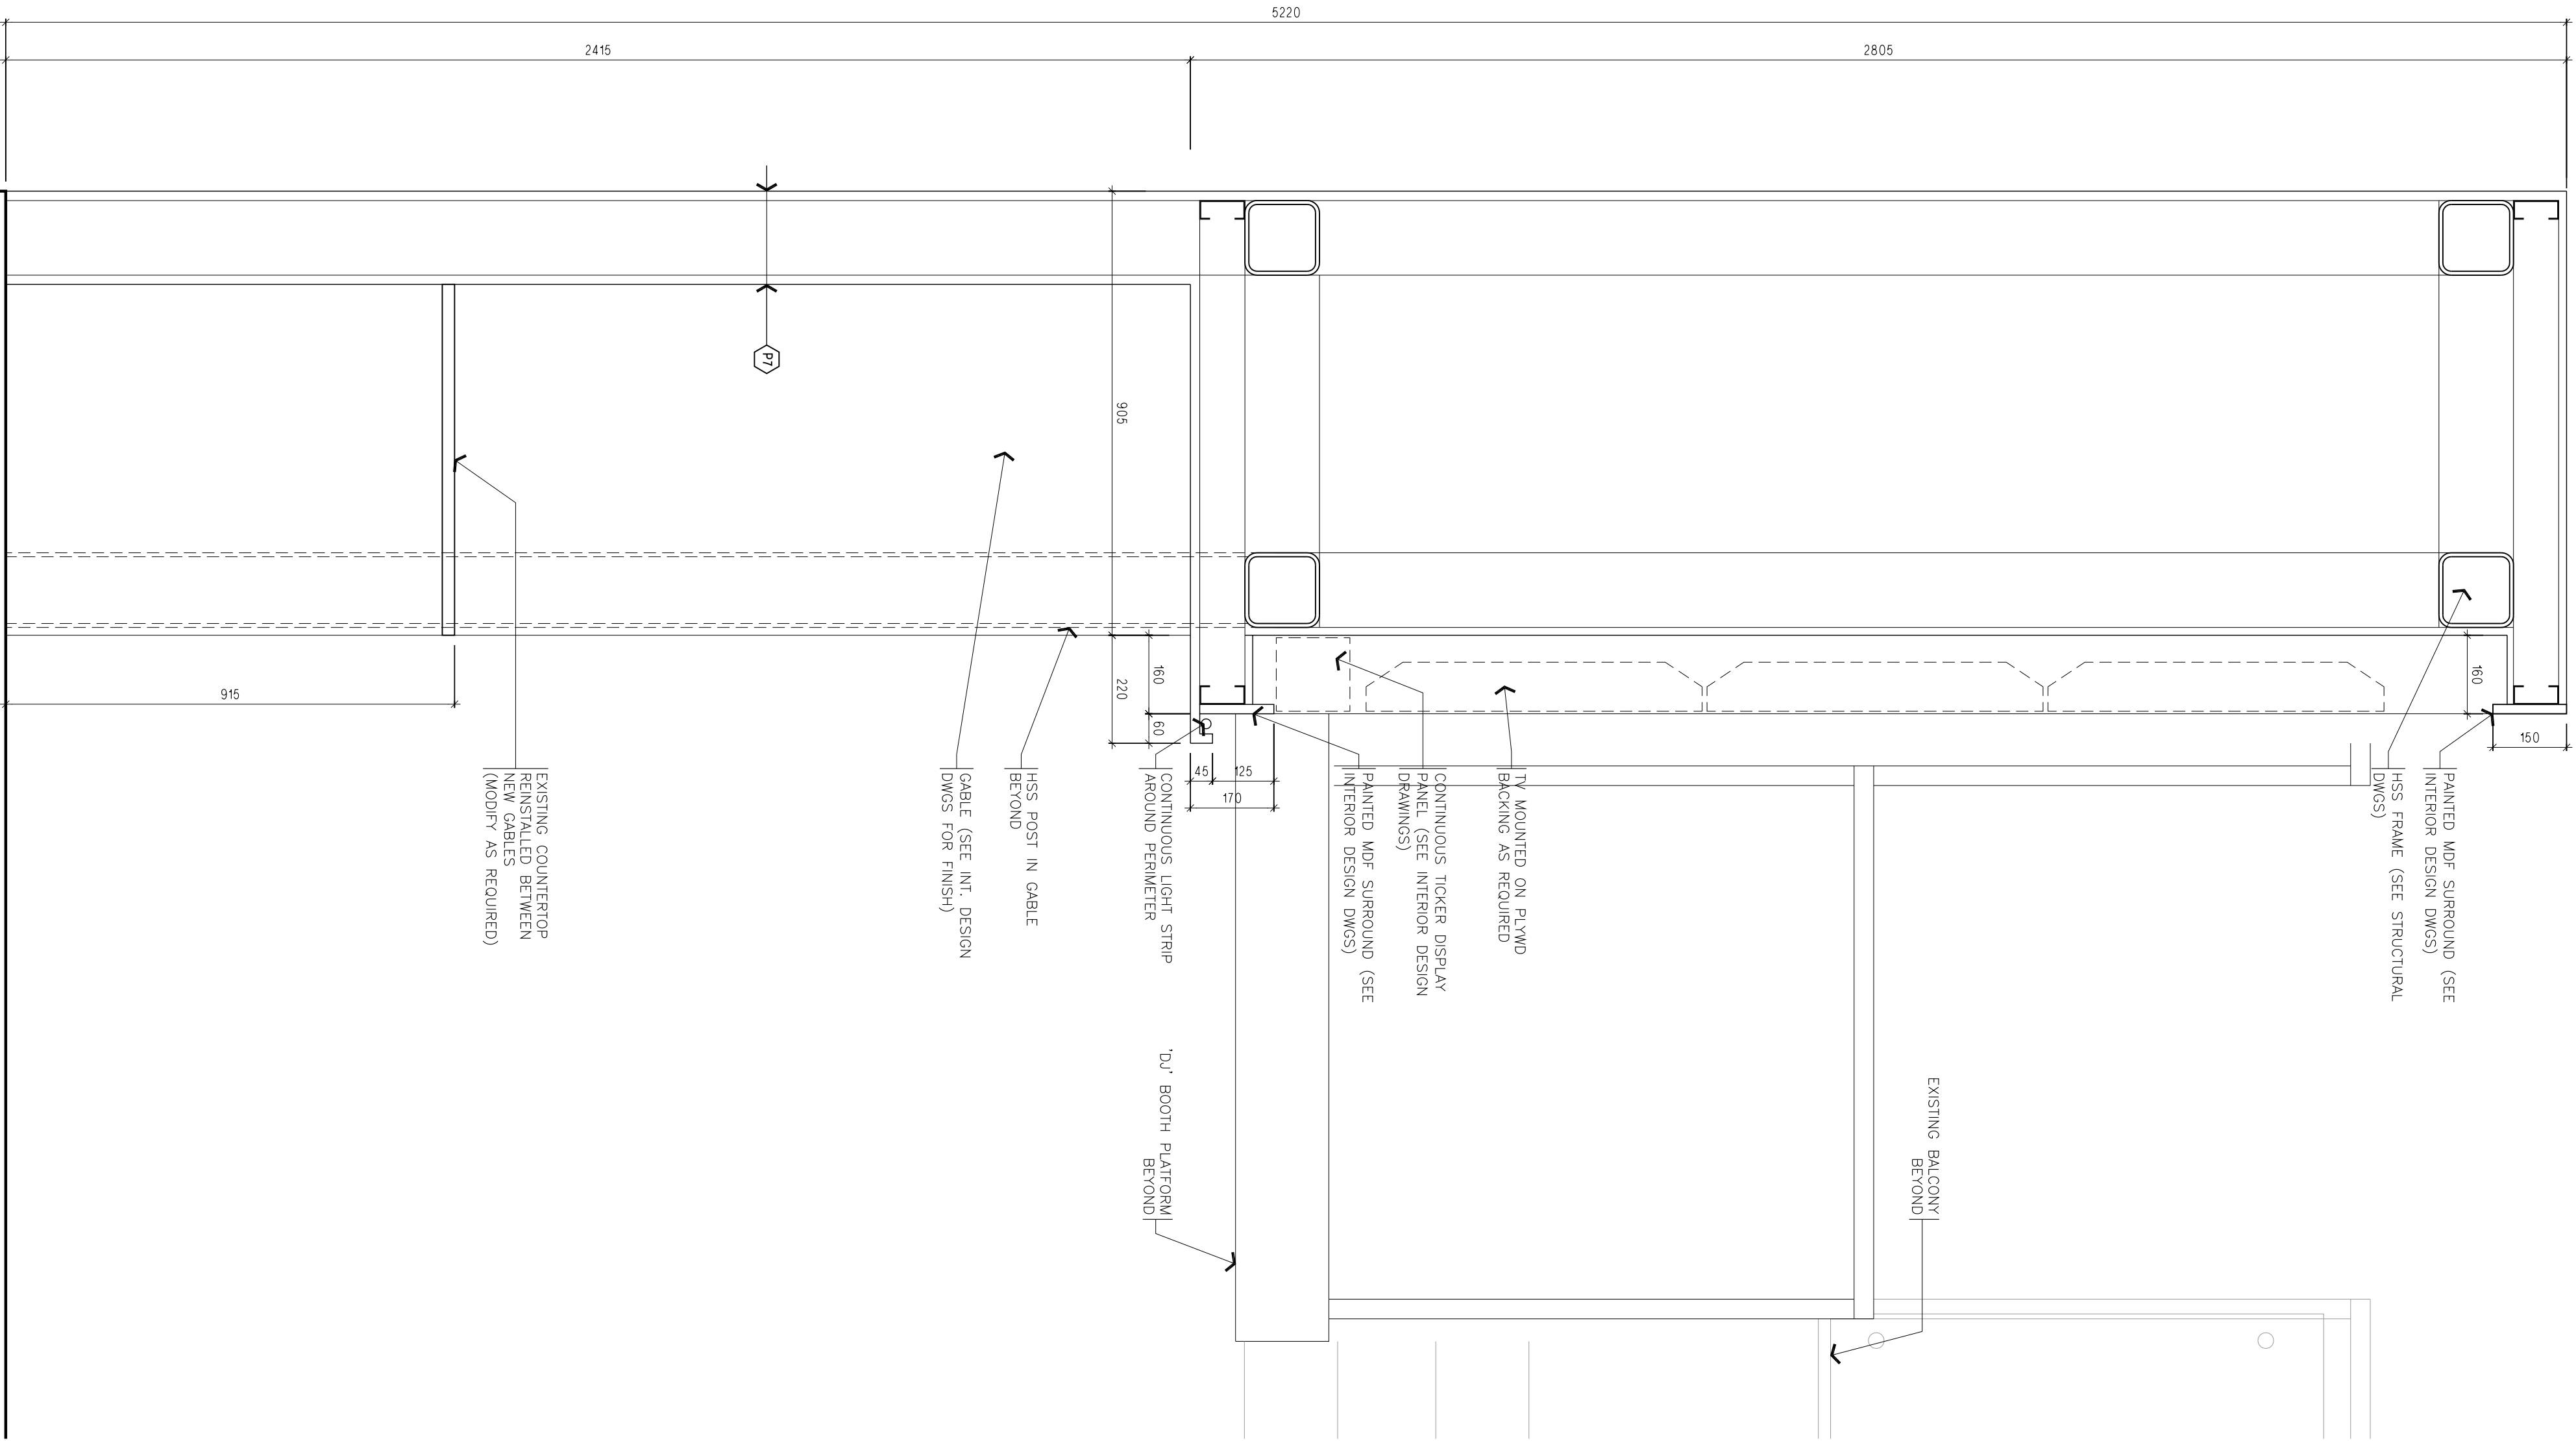 5220
2415
2805
P7
905
160
220
60
915
45
125
170
160
150
PAINTED MDF SURROUND (SEE
INTERIOR DESIGN DWGS)
HSS FRAME (SEE STRUCTURAL
DWGS)
TV MOUNTED ON PLYWD
BACKING AS REQUIRED
CONTINUOUS TICKER DISPLAY
PANEL (SEE INTERIOR DESIGN
DRAWINGS)
PAINTED MDF SURROUND (SEE
INTERIOR DESIGN DWGS)
CONTINUOUS LIGHT STRIP
AROUND PERIMETER
HSS POST IN GABLE
BEYOND
GABLE (SEE INT. DESIGN
DWGS FOR FINISH)
EXISTING COUNTERTOP
REINSTALLED BETWEEN
NEW GABLES
(MODIFY AS REQUIRED)
EXISTING BALCONY
BEYOND
'DJ' BOOTH PLATFORM
BEYOND